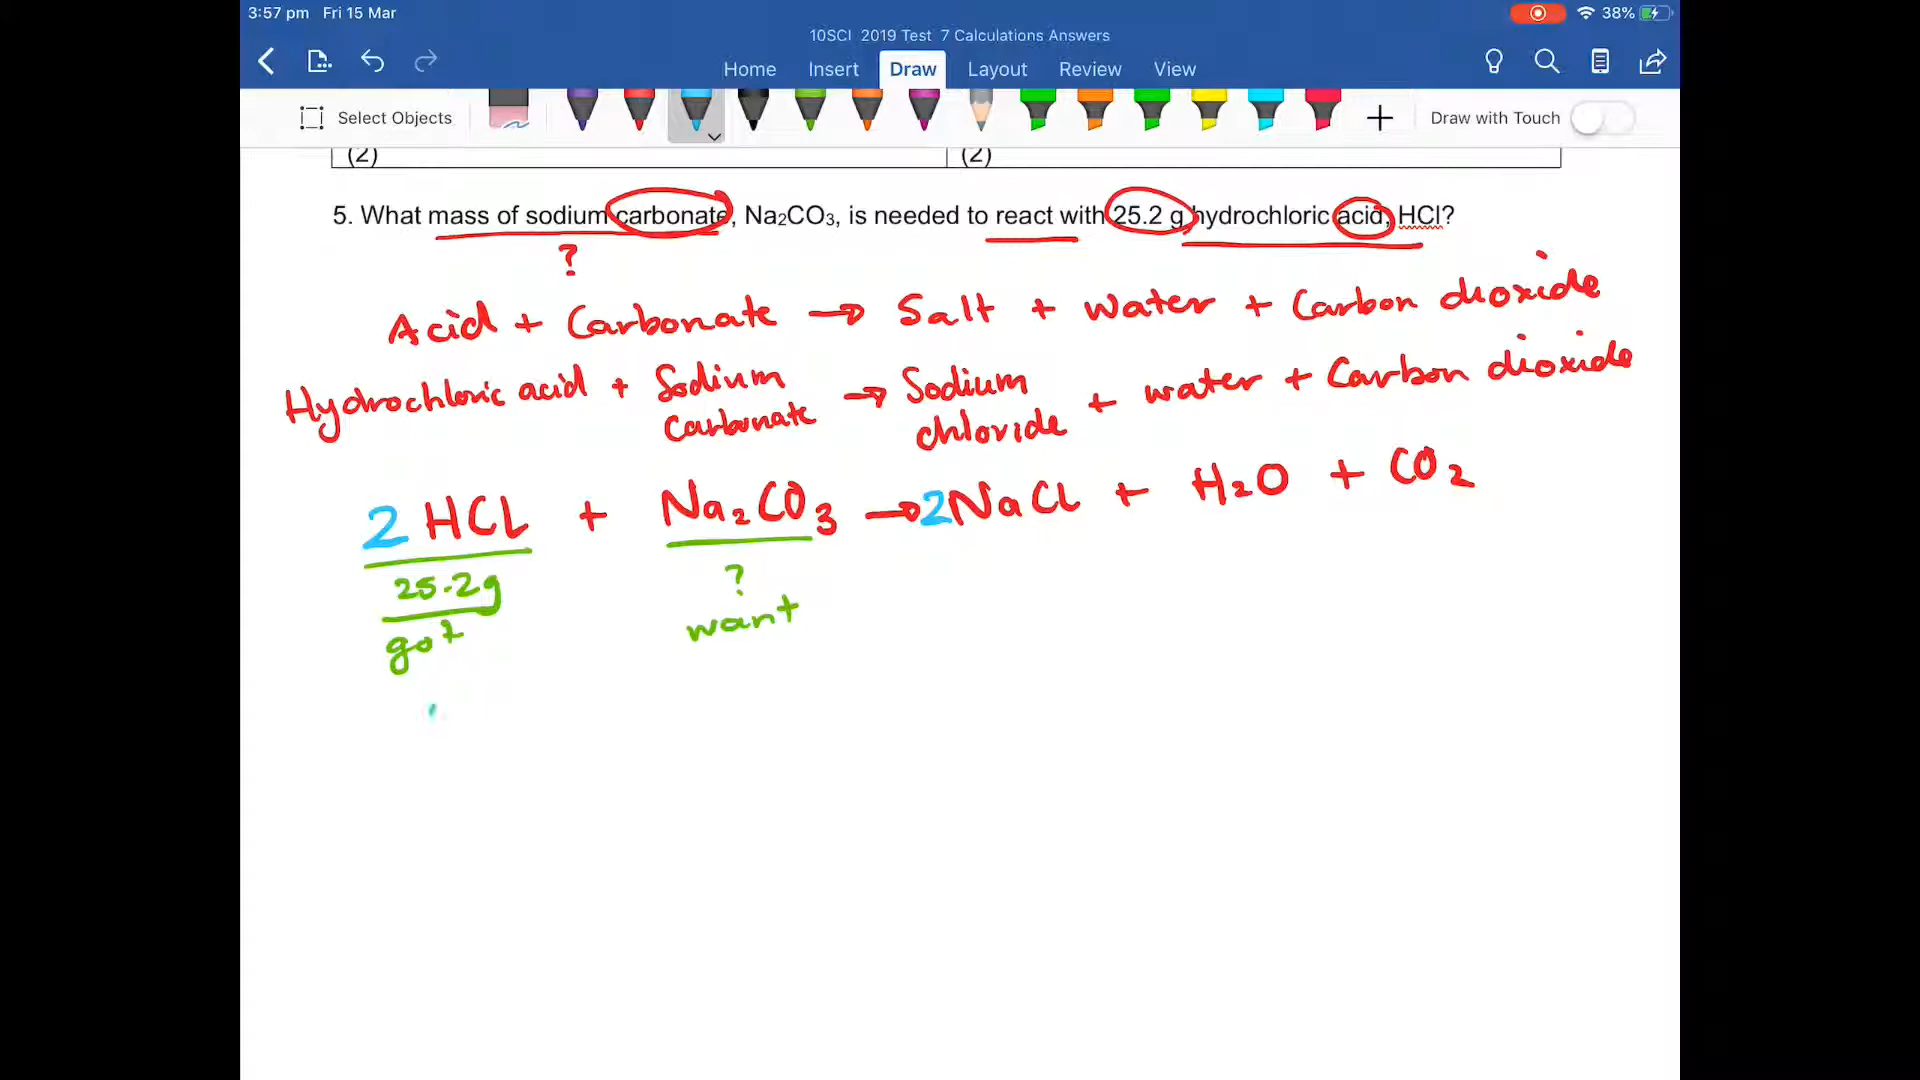 3:57 pm Fri 15 Mar
38%
10SCI 2019 Test 7 Calculations Answers
Home Insert Draw Layout Review View
Select Objects
Draw with Touch
(2) (2)
5. What mass of sodium carbonate, Na₂CO₃, is needed to react with 25.2 g hydrochloric acid, HCl?
?
Acid + Carbonate → Salt + water + Carbon dioxide
Hydrochloric acid + Sodium carbonate → Sodium chloride + water + Carbon dioxide
2 HCl + Na₂CO₃ → 2NaCl + H₂O + CO₂
25.2g ?
got want